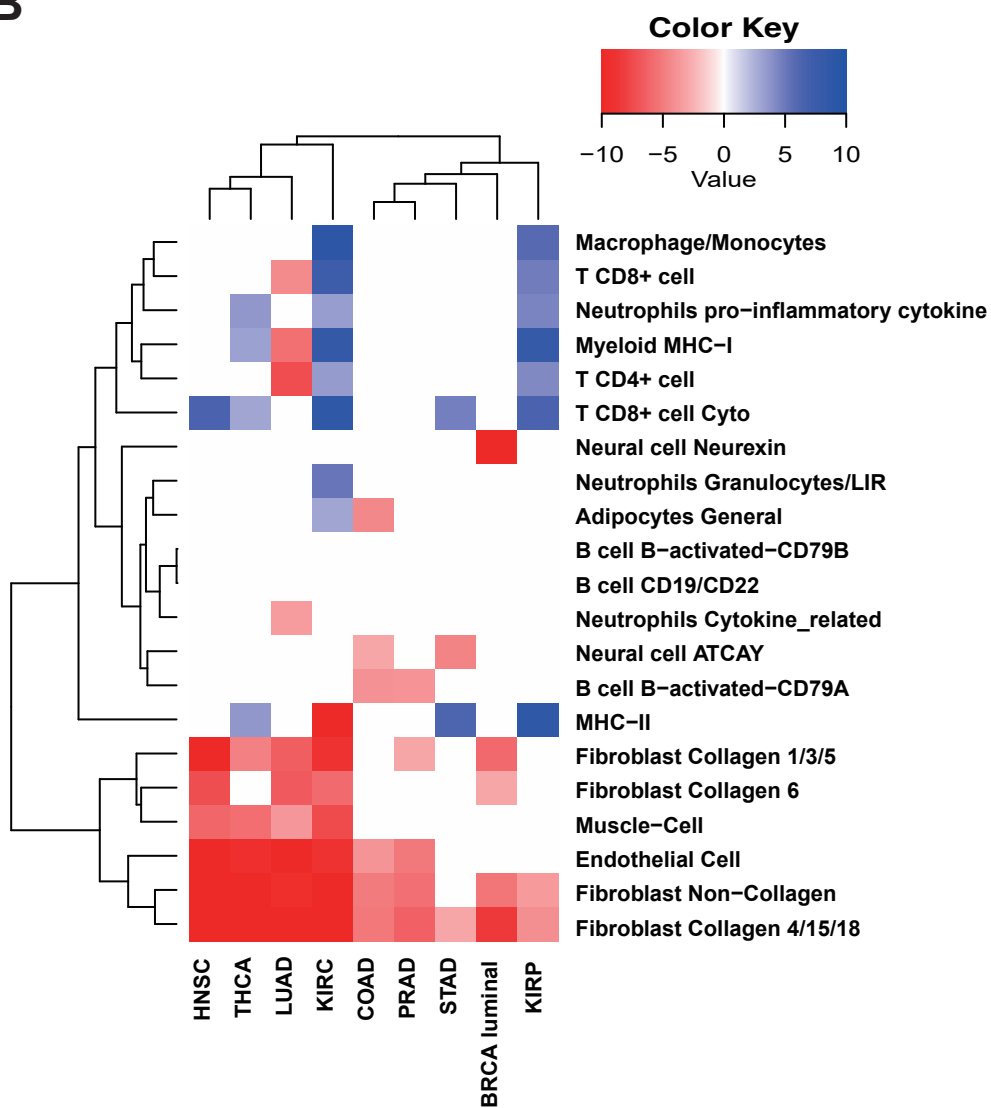 B
Color Key
−10 −5 0 5 10
Value
Macrophage/Monocytes
T CD8+ cell
Neutrophils pro−inflammatory cytokine
Myeloid MHC−I
T CD4+ cell
T CD8+ cell Cyto
Neural cell Neurexin
Neutrophils Granulocytes/LIR
Adipocytes General
B cell B−activated−CD79B
B cell CD19/CD22
Neutrophils Cytokine_related
Neural cell ATCAY
B cell B−activated−CD79A
MHC−II
Fibroblast Collagen 1/3/5
Fibroblast Collagen 6
Muscle−Cell
Endothelial Cell
Fibroblast Non−Collagen
Fibroblast Collagen 4/15/18
HNSC
THCA
LUAD
KIRC
COAD
PRAD
STAD
BRCA luminal
KIRP